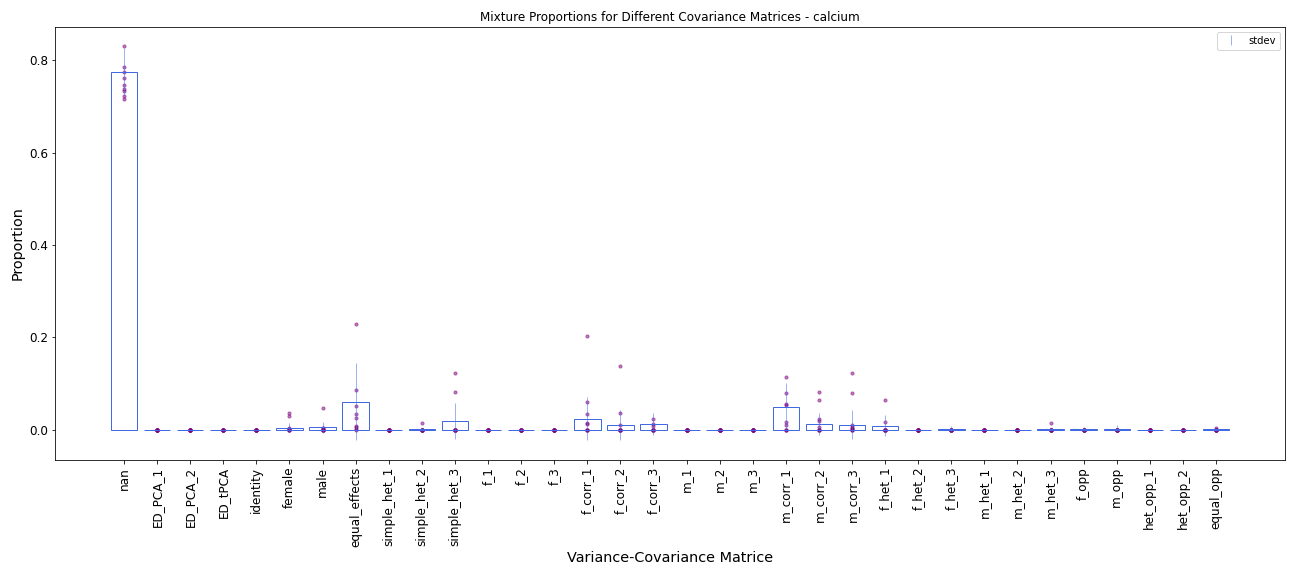 Mixture Proportions for Different Covariance Matrices - calcium
stdev
Proportion
0.8
0.6
0.4
0.2
0.0
nan
ED_PCA_1
ED_PCA_2
ED_tPCA
identity
female
male
equal_effects
simple_het_1
simple_het_2
simple_het_3
f_1
f_2
f_3
f_corr_1
f_corr_2
f_corr_3
m_1
m_2
m_3
m_corr_1
m_corr_2
m_corr_3
f_het_1
f_het_2
f_het_3
m_het_1
m_het_2
m_het_3
f_opp
m_opp
het_opp_1
het_opp_2
equal_opp
Variance-Covariance Matrice